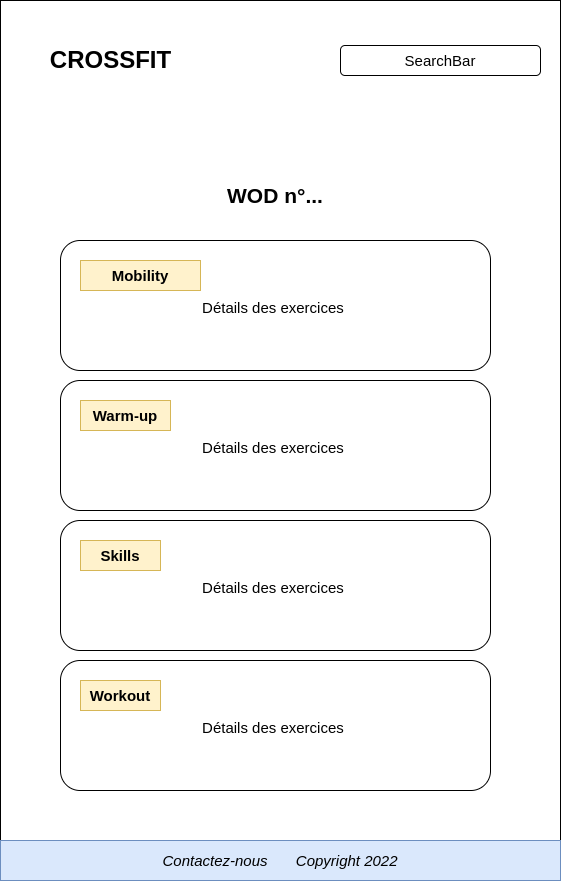 CROSSFIT
SearchBar
WOD n°...
Mobility
Détails des exercices
Warm-up
Détails des exercices
Skills
Détails des exercices
Workout
Détails des exercices
Contactez-nous Copyright 2022